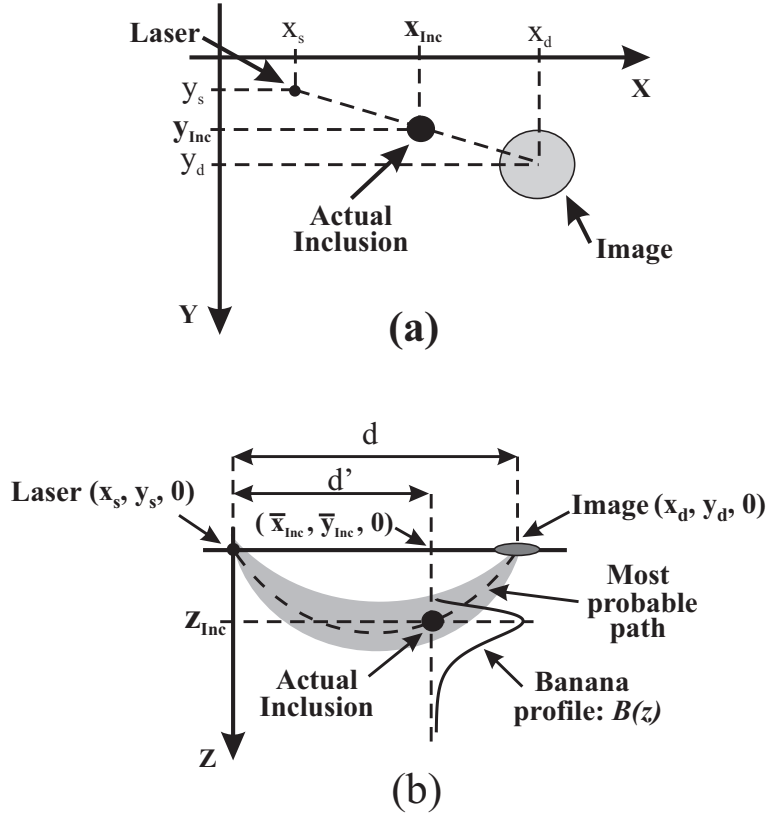 Laser
x_s
x_Inc
x_d
X
y_s
y_Inc
y_d
Actual
Inclusion
Image
Y
(a)
d
d’
Laser (x_s, y_s, 0)
(x̅_Inc, y̅_Inc, 0)
Image (x_d, y_d, 0)
Most
probable
path
z_Inc
Actual
Inclusion
Banana
profile: B(z)
Z
(b)